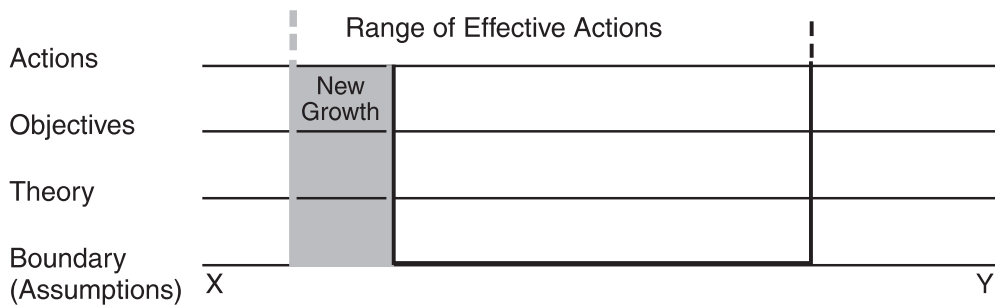 Range of Effective Actions
Actions
New
Growth
Objectives
Theory
Boundary
(Assumptions)
X
Y